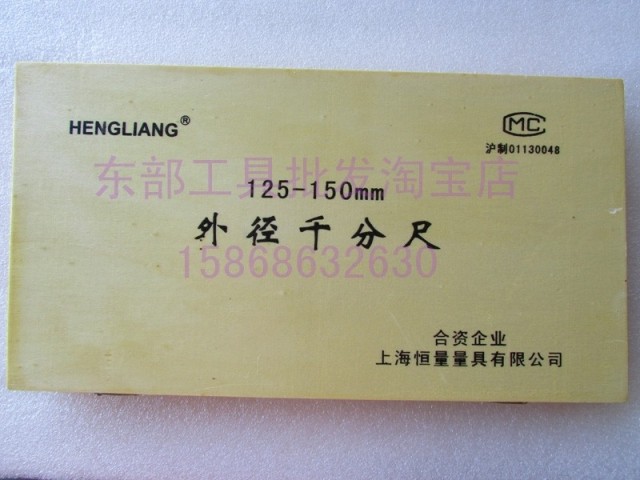 HENGLIANG®
MC
沪制01130048
东部工具批发淘宝店
125-150mm
外径千分尺
15868632630
合资企业
上海恒量量具有限公司